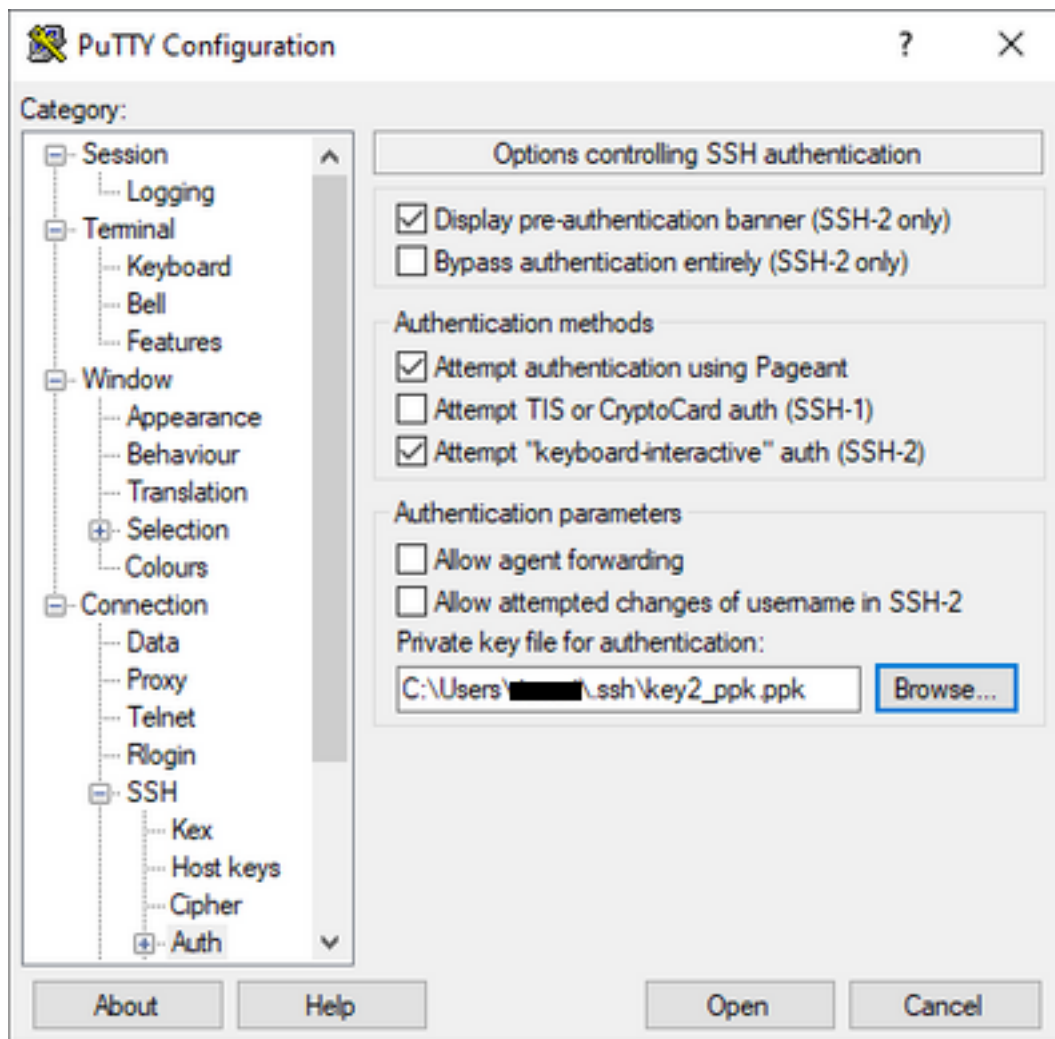 PuTTY Configuration
?
Category:
Session
Logging
Terminal
Keyboard
Bell
Features
Window
Appearance
Behaviour
Translation
Selection
Colours
Connection
Data
Proxy
Telnet
Rlogin
SSH
Kex
Host keys
Cipher
Auth
Options controlling SSH authentication
Display pre-authentication banner (SSH-2 only)
Bypass authentication entirely (SSH-2 only)
Authentication methods
Attempt authentication using Pageant
Attempt TIS or CryptoCard auth (SSH-1)
Attempt "keyboard-interactive" auth (SSH-2)
Authentication parameters
Allow agent forwarding
Allow attempted changes of username in SSH-2
Private key file for authentication:
C:\Users\ \.ssh\key2_ppk.ppk
Browse...
About
Help
Open
Cancel